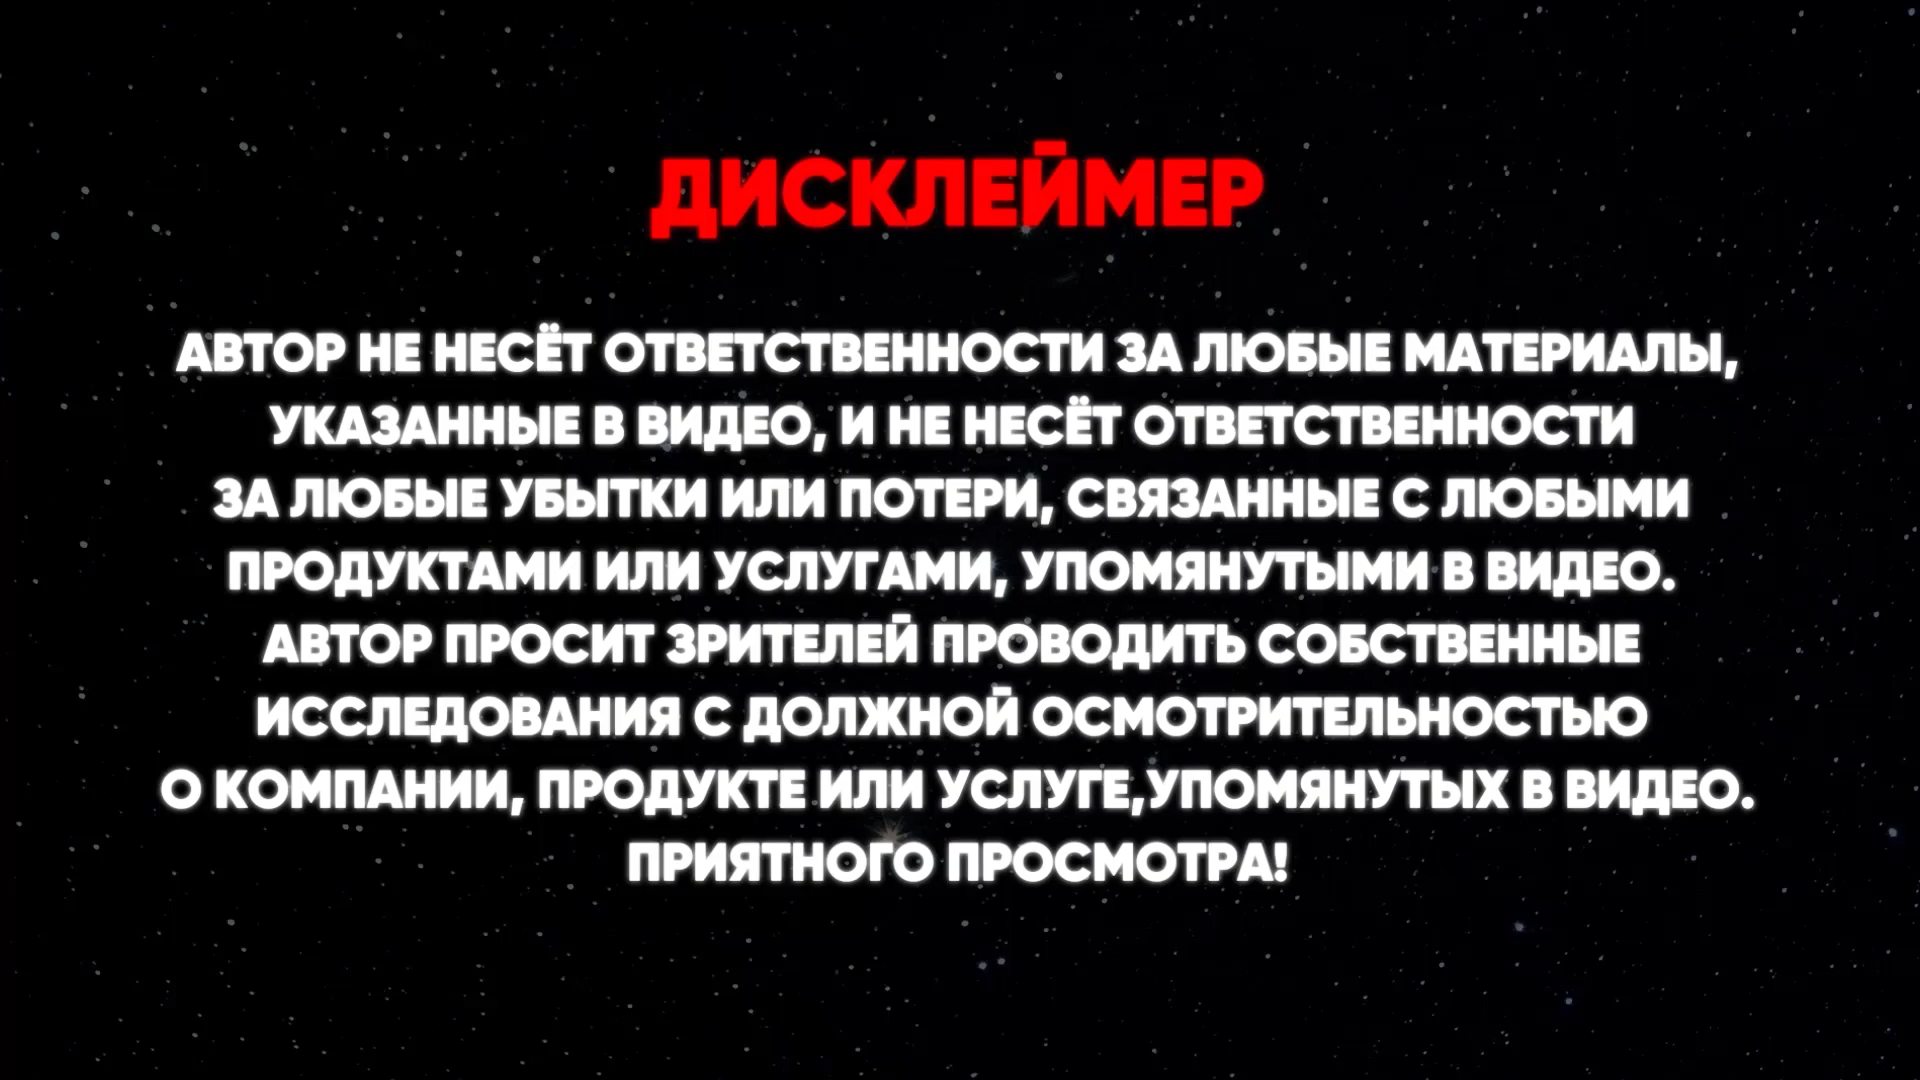 ДИСКЛЕЙМЕР
АВТОР НЕ НЕСЁТ ОТВЕТСТВЕННОСТИ ЗА ЛЮБЫЕ МАТЕРИАЛЫ,
УКАЗАННЫЕ В ВИДЕО, И НЕ НЕСЁТ ОТВЕТСТВЕННОСТИ
ЗА ЛЮБЫЕ УБЫТКИ ИЛИ ПОТЕРИ, СВЯЗАННЫЕ С ЛЮБЫМИ
ПРОДУКТАМИ ИЛИ УСЛУГАМИ, УПОМЯНУТЫМИ В ВИДЕО.
АВТОР ПРОСИТ ЗРИТЕЛЕЙ ПРОВОДИТЬ СОБСТВЕННЫЕ
ИССЛЕДОВАНИЯ С ДОЛЖНОЙ ОСМОТРИТЕЛЬНОСТЬЮ
О КОМПАНИИ, ПРОДУКТЕ ИЛИ УСЛУГЕ,УПОМЯНУТЫХ В ВИДЕО.
ПРИЯТНОГО ПРОСМОТРА!